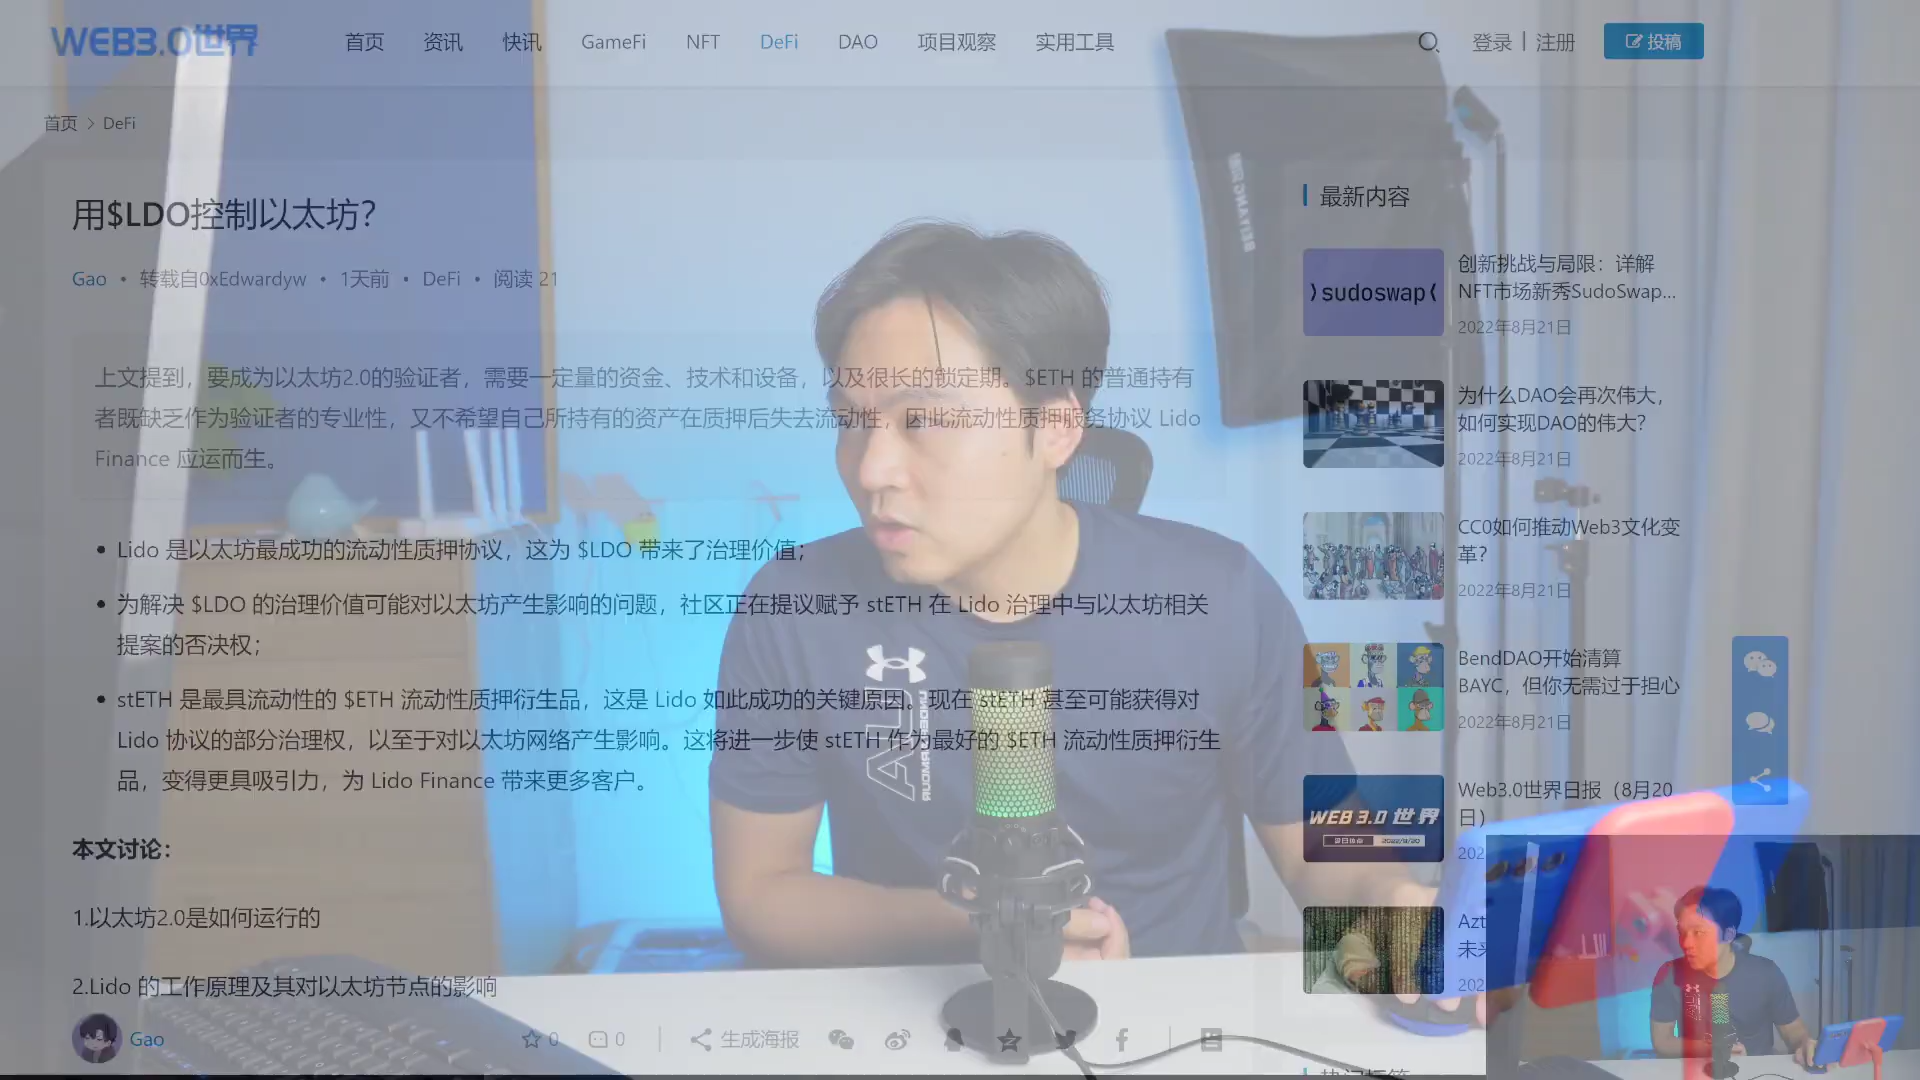 WEB3.0世界
首页 资讯 快讯 GameFi NFT DeFi DAO 项目观察 实用工具
登录 | 注册
投稿
首页 > DeFi
用$LDO控制以太坊？
Gao • 转载自0xEdwardyw • 1天前 • DeFi • 阅读 21
上文提到，要成为以太坊2.0的验证者，需要一定量的资金、技术和设备，以及很长的锁定期。$ETH 的普通持有
者既缺乏作为验证者的专业性，又不希望自己所持有的资产在质押后失去流动性，因此流动性质押服务协议 Lido
Finance 应运而生。
• Lido 是以太坊最成功的流动性质押协议，这为 $LDO 带来了治理价值；
• 为解决 $LDO 的治理价值可能对以太坊产生影响的问题，社区正在提议赋予 stETH 在 Lido 治理中与以太坊相关
提案的否决权；
• stETH 是最具流动性的 $ETH 流动性质押衍生品，这是 Lido 如此成功的关键原因。现在 stETH 甚至可能获得对
Lido 协议的部分治理权，以至于对以太坊网络产生影响。这将进一步使 stETH 作为最好的 $ETH 流动性质押衍生
品，变得更具吸引力，为 Lido Finance 带来更多客户。
本文讨论：
1.以太坊2.0是如何运行的
2.Lido 的工作原理及其对以太坊节点的影响
Gao
0
0
生成海报
最新内容
sudoswap
创新挑战与局限：详解
NFT市场新秀SudoSwap...
2022年8月21日
为什么DAO会再次伟大，
如何实现DAO的伟大？
2022年8月21日
CC0如何推动Web3文化变
革？
2022年8月21日
BendDAO开始清算
BAYC，但你无需过于担心
2022年8月21日
WEB 3.0 世界
2022/8/20
Web3.0世界日报（8月20
日）
202
Azt
未来
202
热门标签